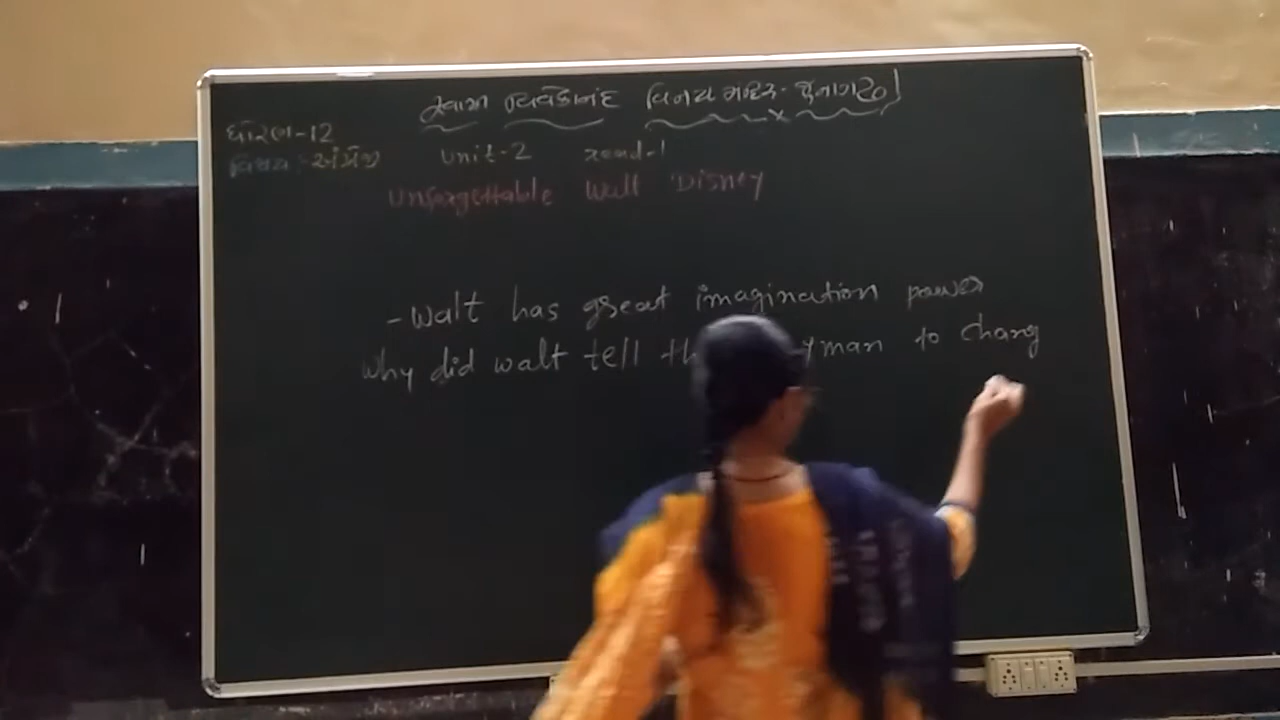 સ્વામી વિવેકાનંદ વિનય મંદિર - જુનાગઢ
ધોરણ-12
વિષય : અંગ્રેજી
Unit-2 read-1
Unforgettable Walt Disney
- Walt has great imagination power
why did walt tell man to chang